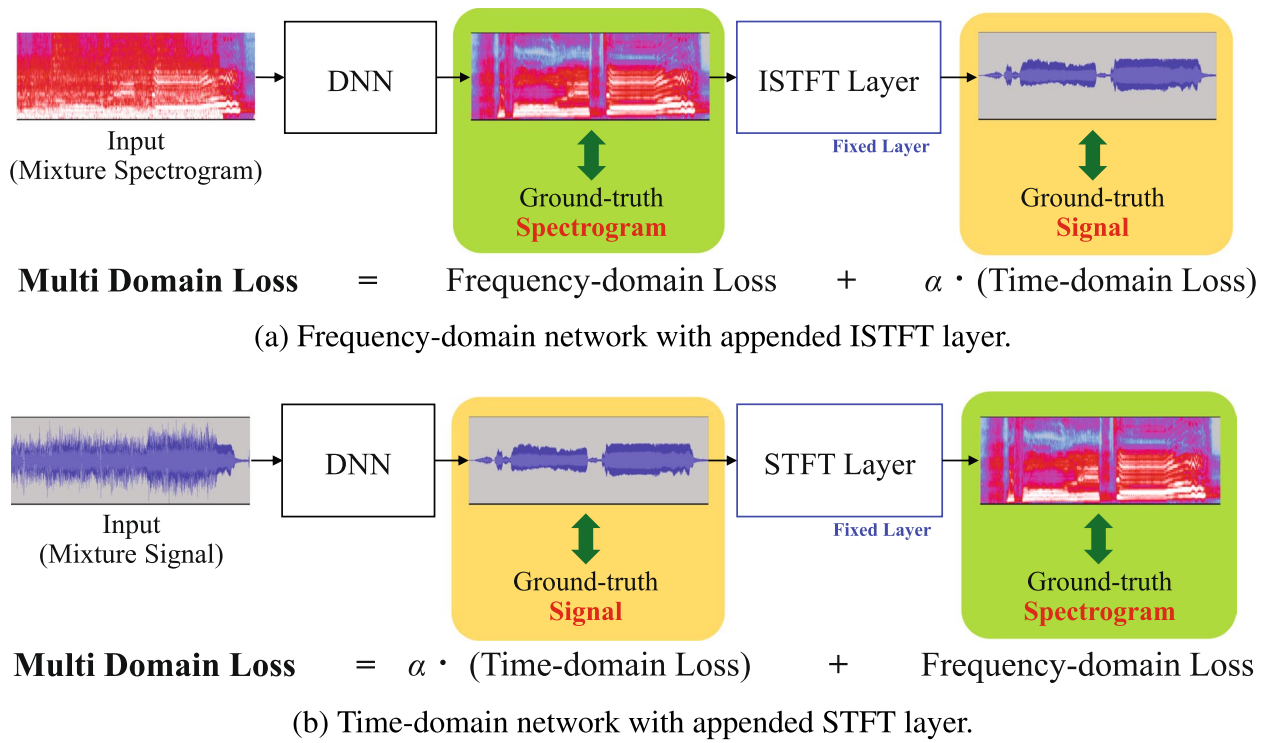 DNN
ISTFT Layer
Fixed Layer
Input
(Mixture Spectrogram)
Ground-truth
Spectrogram
Ground-truth
Signal
Multi Domain Loss = Frequency-domain Loss + α · (Time-domain Loss)
(a) Frequency-domain network with appended ISTFT layer.
DNN
STFT Layer
Fixed Layer
Input
(Mixture Signal)
Ground-truth
Signal
Ground-truth
Spectrogram
Multi Domain Loss = α · (Time-domain Loss) + Frequency-domain Loss
(b) Time-domain network with appended STFT layer.